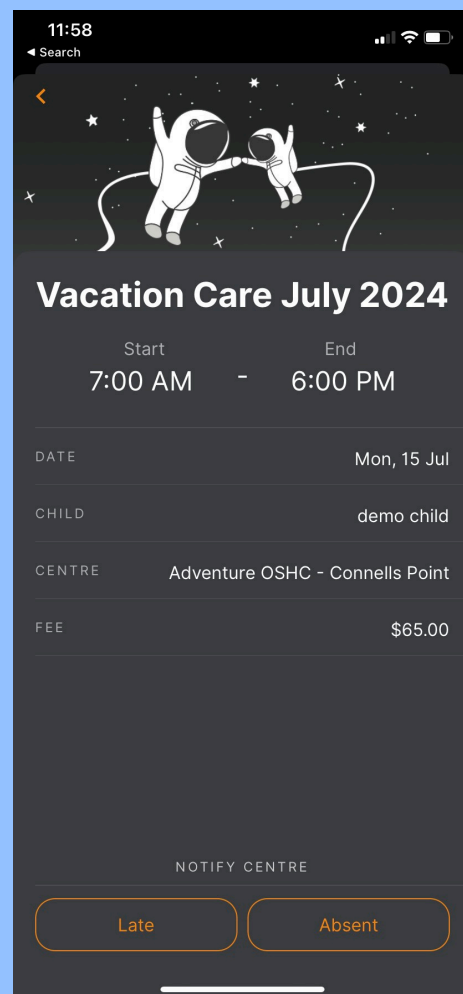 11:58
◄ Search
Vacation Care July 2024
Start End
7:00 AM - 6:00 PM
DATE Mon, 15 Jul
CHILD demo child
CENTRE Adventure OSHC - Connells Point
FEE $65.00
NOTIFY CENTRE
Late Absent